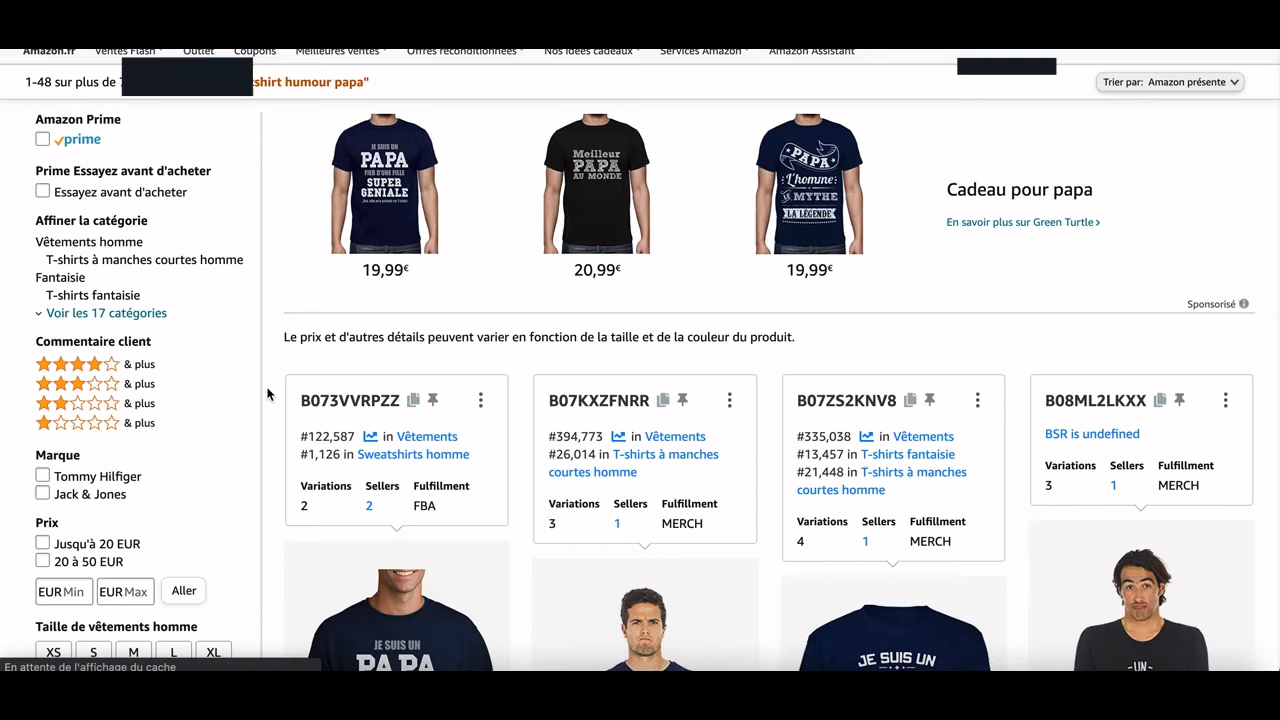 Amazon.fr Ventes Flash Outlet Coupons Meilleures ventes Offres reconditionnées Nos idées cadeaux Services Amazon Amazon Assistant
1-48 sur plus de
shirt humour papa"
Trier par: Amazon présente
Amazon Prime
prime
Prime Essayez avant d'acheter
Essayez avant d'acheter
Affiner la catégorie
Vêtements homme
T-shirts à manches courtes homme
Fantaisie
T-shirts fantaisie
Voir les 17 catégories
Commentaire client
& plus
& plus
& plus
& plus
Marque
Tommy Hilfiger
Jack & Jones
Prix
Jusqu'à 20 EUR
20 à 50 EUR
EUR Min EUR Max Aller
Taille de vêtements homme
XS S M L XL
En attente de l'affichage du cache
JE SUIS UN
PAPA
FIER D'UNE FILLE
SUPER
GÉNIALE
19,99€
Meilleur
PAPA
AU MONDE
20,99€
PAPA
L'homme
LE MYTHE
LA LÉGENDE
19,99€
Cadeau pour papa
En savoir plus sur Green Turtle ›
Sponsorisé
Le prix et d'autres détails peuvent varier en fonction de la taille et de la couleur du produit.
B073VVRPZZ
#122,587 in Vêtements
#1,126 in Sweatshirts homme
Variations Sellers Fulfillment
2 2 FBA
JE SUIS UN
PAPA
B07KXZFNRR
#394,773 in Vêtements
#26,014 in T-shirts à manches
courtes homme
Variations Sellers Fulfillment
3 1 MERCH
B07ZS2KNV8
#335,038 in Vêtements
#13,457 in T-shirts fantaisie
#21,448 in T-shirts à manches
courtes homme
Variations Sellers Fulfillment
4 1 MERCH
JE SUIS UN
B08ML2LKXX
BSR is undefined
Variations Sellers Fulfillment
3 1 MERCH
UN